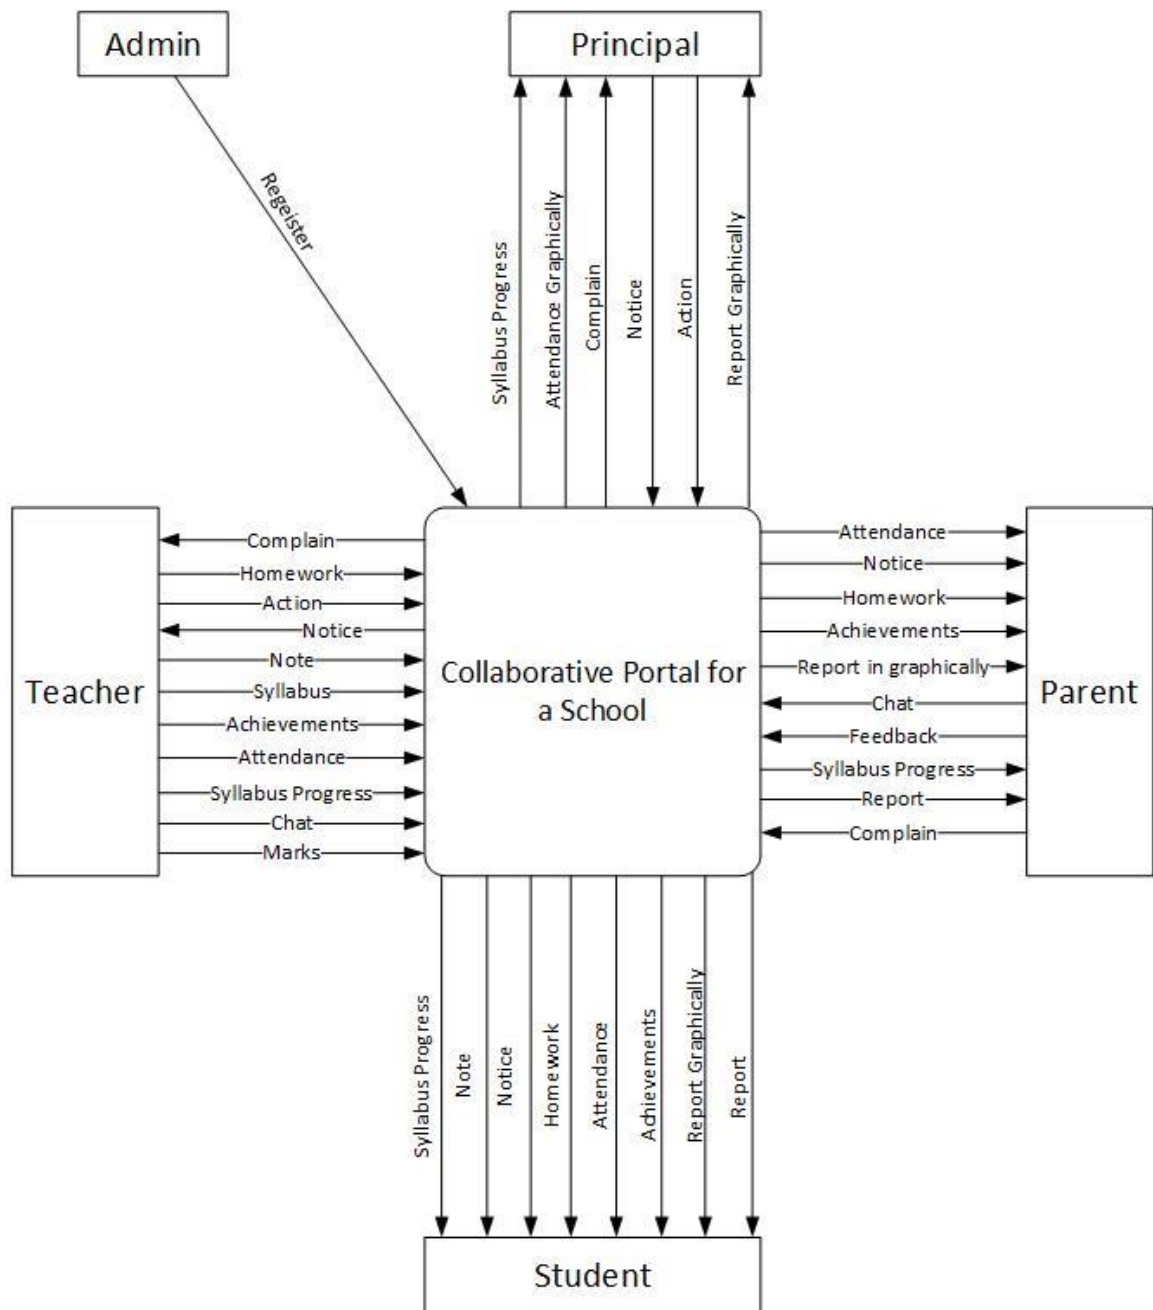 Admin
Principal
Regeister
Syllabus Progress
Attendance Graphically
Complain
Notice
Action
Report Graphically
Teacher
Complain
Homework
Action
Notice
Note
Syllabus
Achievements
Attendance
Syllabus Progress
Chat
Marks
Collaborative Portal for
a School
Attendance
Notice
Homework
Achievements
Report in graphically
Chat
Feedback
Syllabus Progress
Report
Complain
Parent
Syllabus Progress
Note
Notice
Homework
Attendance
Achievements
Report Graphically
Report
Student